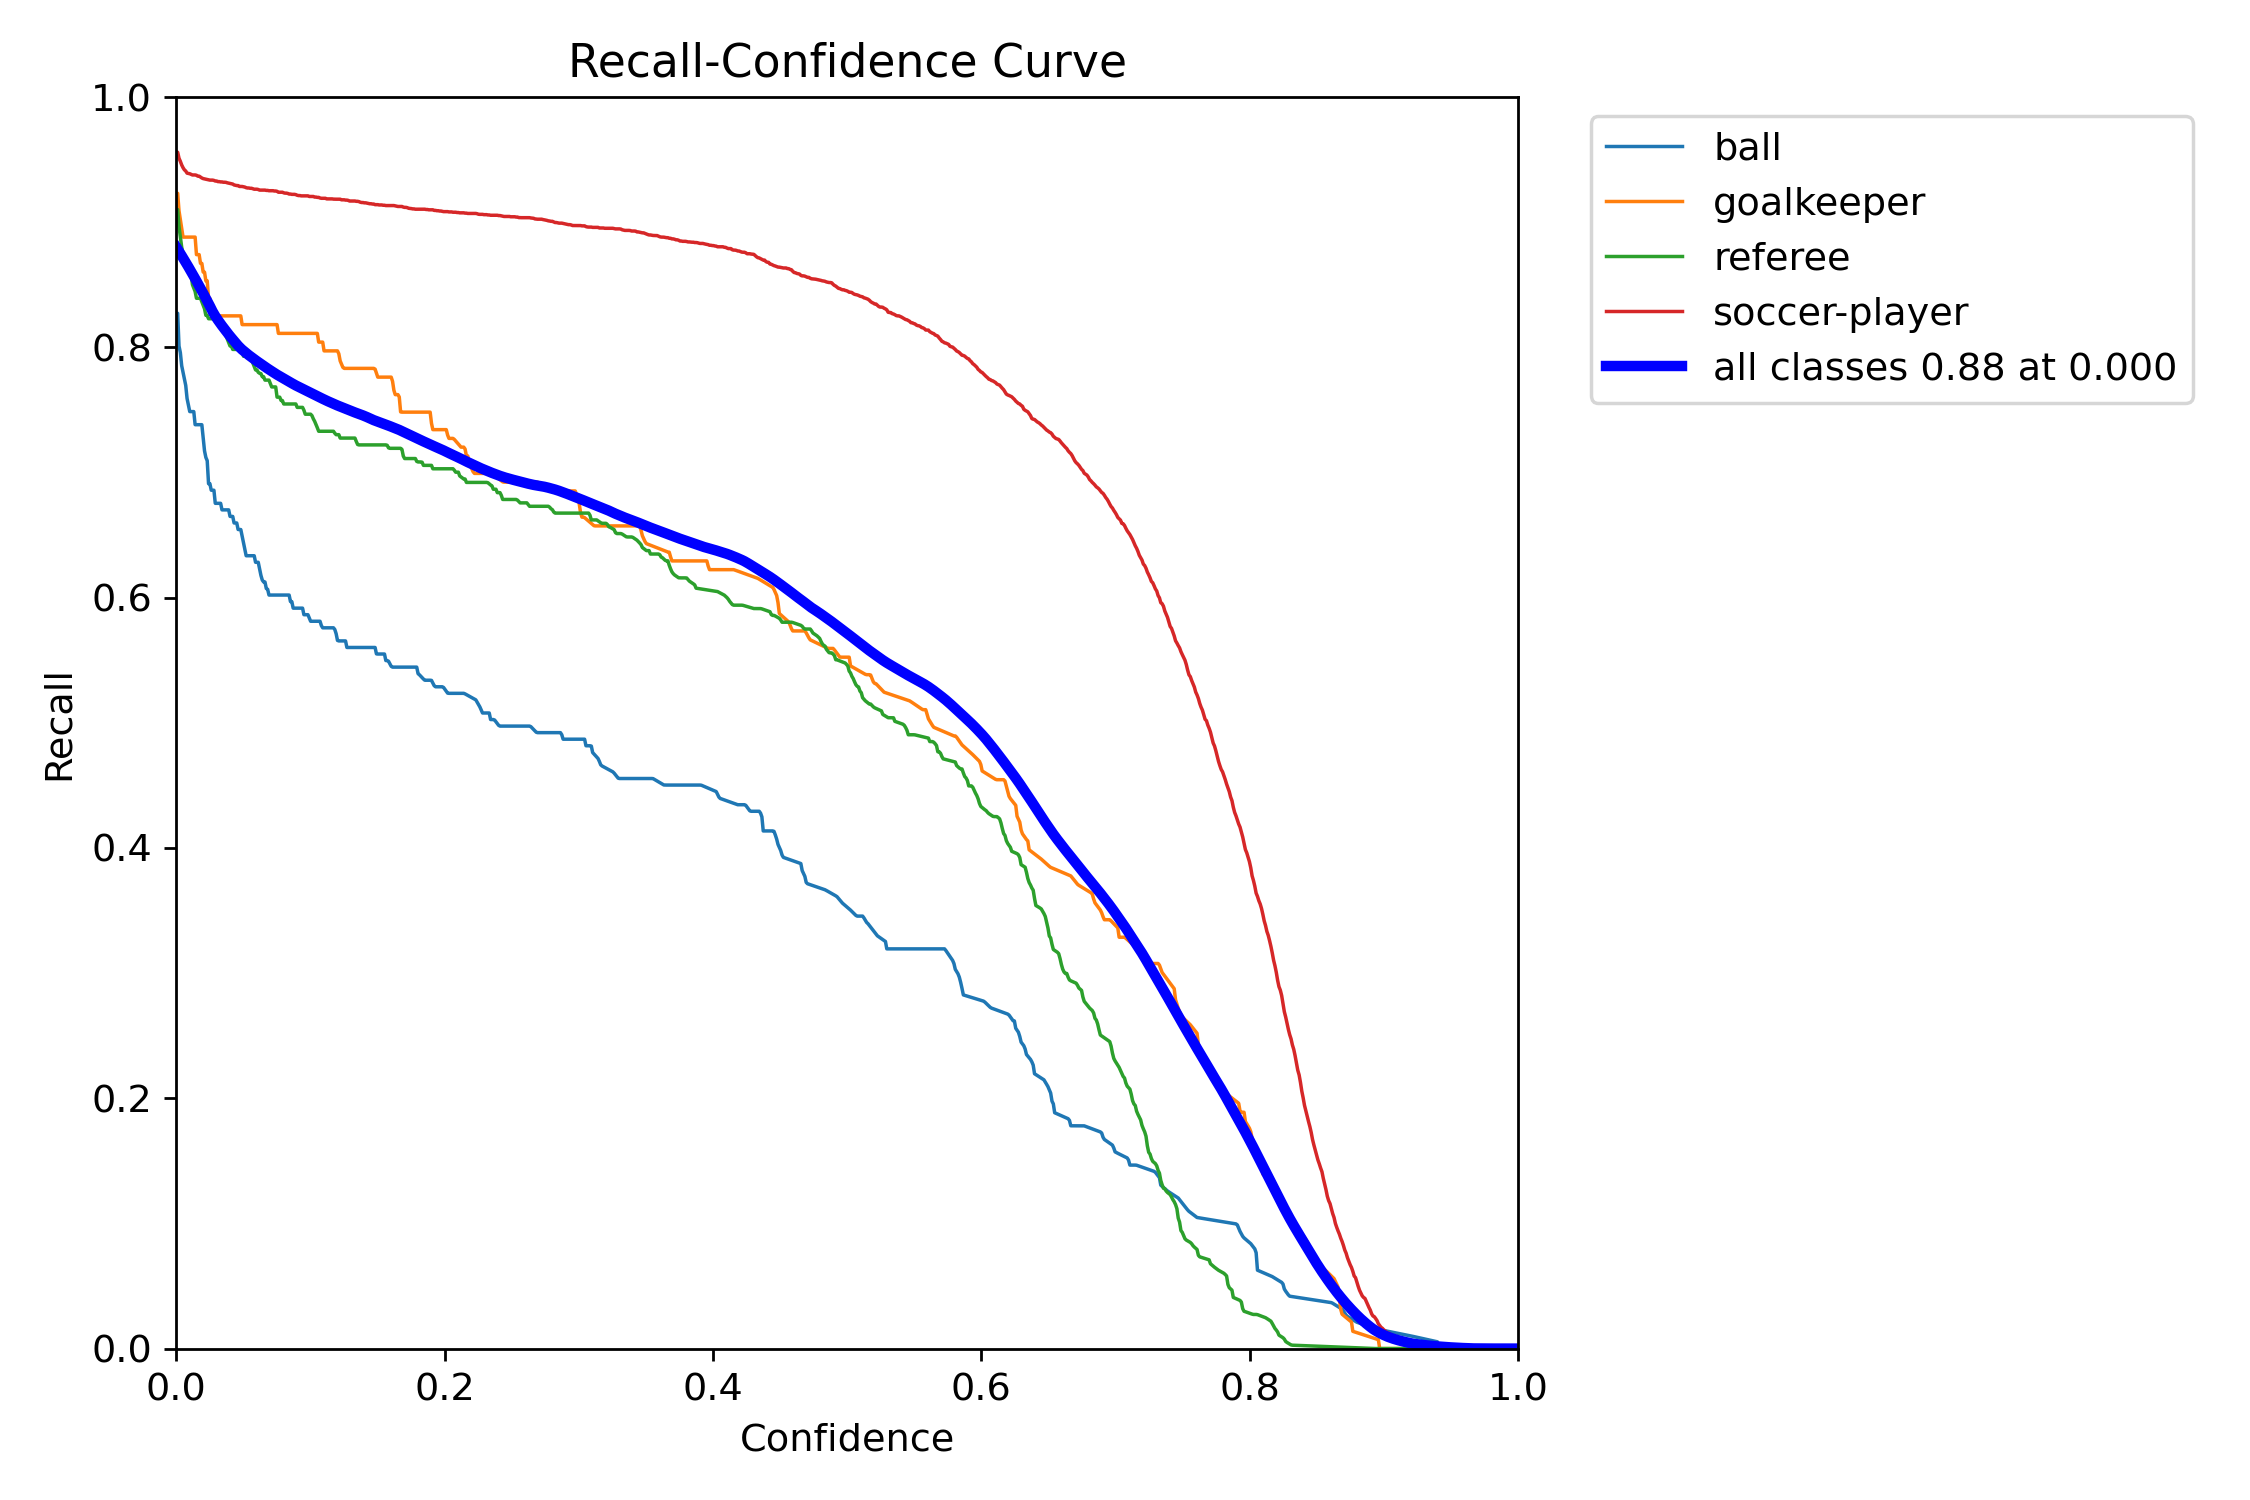 Recall-Confidence Curve
1.0
0.8
0.6
0.4
0.2
0.0
Recall
0.0 0.2 0.4 0.6 0.8 1.0
Confidence
ball
goalkeeper
referee
soccer-player
all classes 0.88 at 0.000